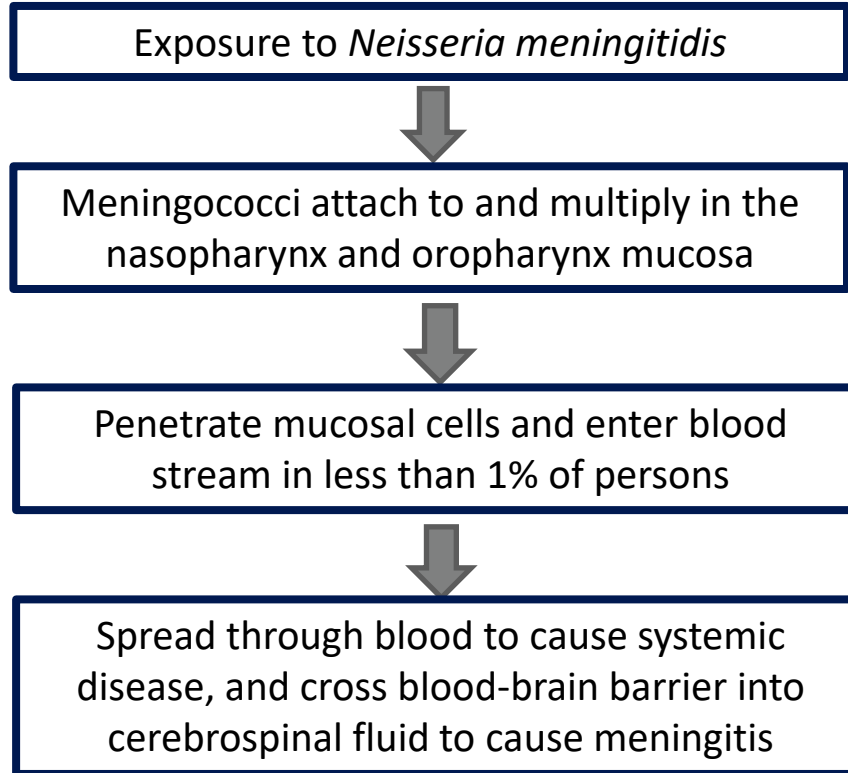 Exposure to Neisseria meningitidis
Meningococci attach to and multiply in the
nasopharynx and oropharynx mucosa
Penetrate mucosal cells and enter blood
stream in less than 1% of persons
Spread through blood to cause systemic
disease, and cross blood-brain barrier into
cerebrospinal fluid to cause meningitis